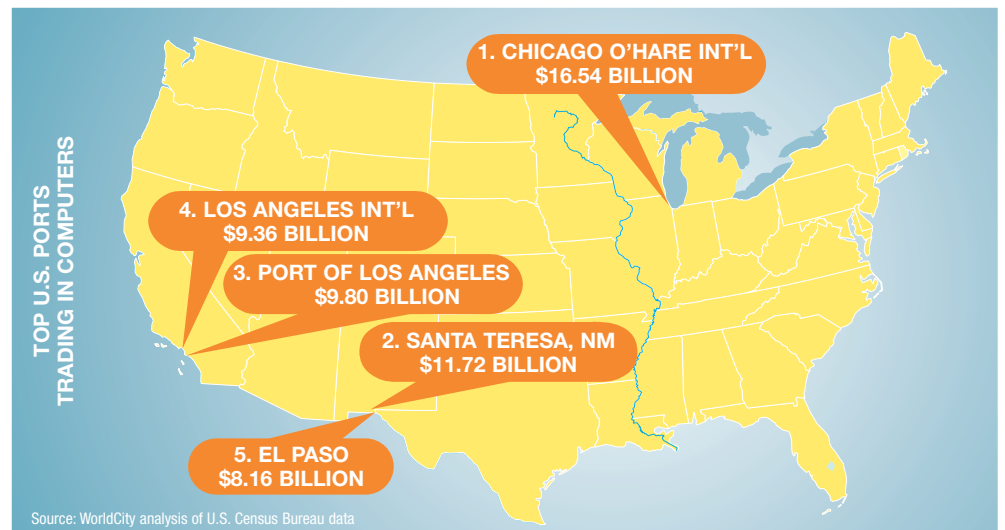 TOP U.S. PORTS
TRADING IN COMPUTERS
1. CHICAGO O'HARE INT'L
$16.54 BILLION
4. LOS ANGELES INT'L
$9.36 BILLION
3. PORT OF LOS ANGELES
$9.80 BILLION
2. SANTA TERESA, NM
$11.72 BILLION
5. EL PASO
$8.16 BILLION
Source: WorldCity analysis of U.S. Census Bureau data